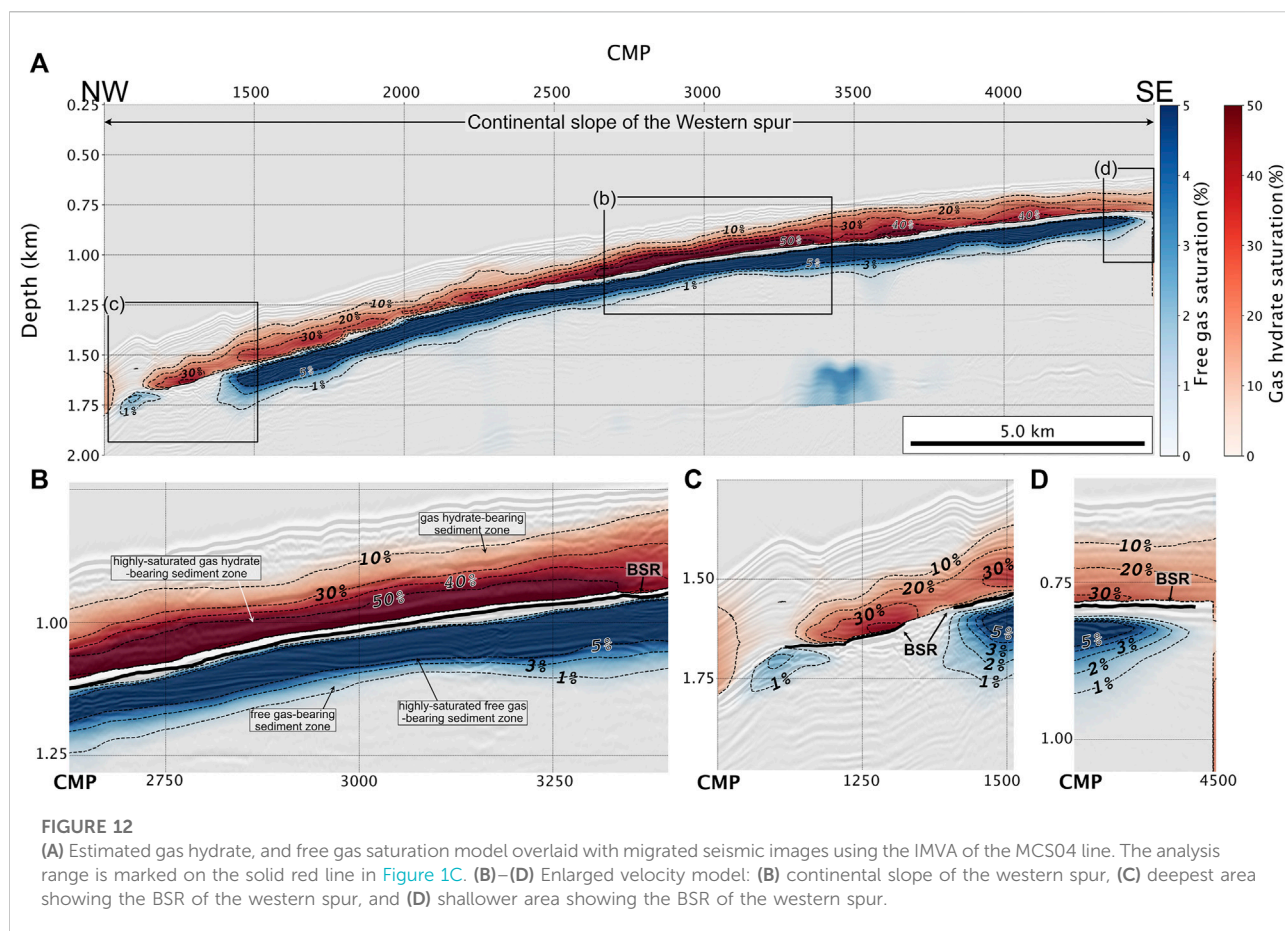 CMP
A
NW
1500 2000 2500 3000 3500 4000
SE
Continental slope of the Western spur
0.25
0.50
0.75
1.00
1.25
1.50
1.75
2.00
Depth (km)
(b)
(c)
(d)
10%
20%
30%
40%
50%
5%
3%
1%
20%
30%
40%
10%
20%
30%
5%
1%
30%
1%
5.0 km
5
4
3
2
1
0
Free gas saturation (%)
50
40
30
20
10
0
Gas hydrate saturation (%)
B
gas hydrate-bearing
sediment zone
highly-saturated gas hydrate
-bearing sediment zone
10%
30%
40%
50%
BSR
1.00
5%
3%
1%
free gas-bearing
sediment zone
highly-saturated free gas
-bearing sediment zone
1.25
CMP
2750 3000 3250
C
1.50
10%
20%
30%
30%
BSR
5%
3%
2%
1%
1%
1.75
CMP
1250 1500
D
10%
0.75
20%
BSR
30%
5%
3%
2%
1%
1.00
CMP
4500
FIGURE 12
(A) Estimated gas hydrate, and free gas saturation model overlaid with migrated seismic images using the IMVA of the MCS04 line. The analysis
range is marked on the solid red line in Figure 1C. (B)–(D) Enlarged velocity model: (B) continental slope of the western spur, (C) deepest area
showing the BSR of the western spur, and (D) shallower area showing the BSR of the western spur.